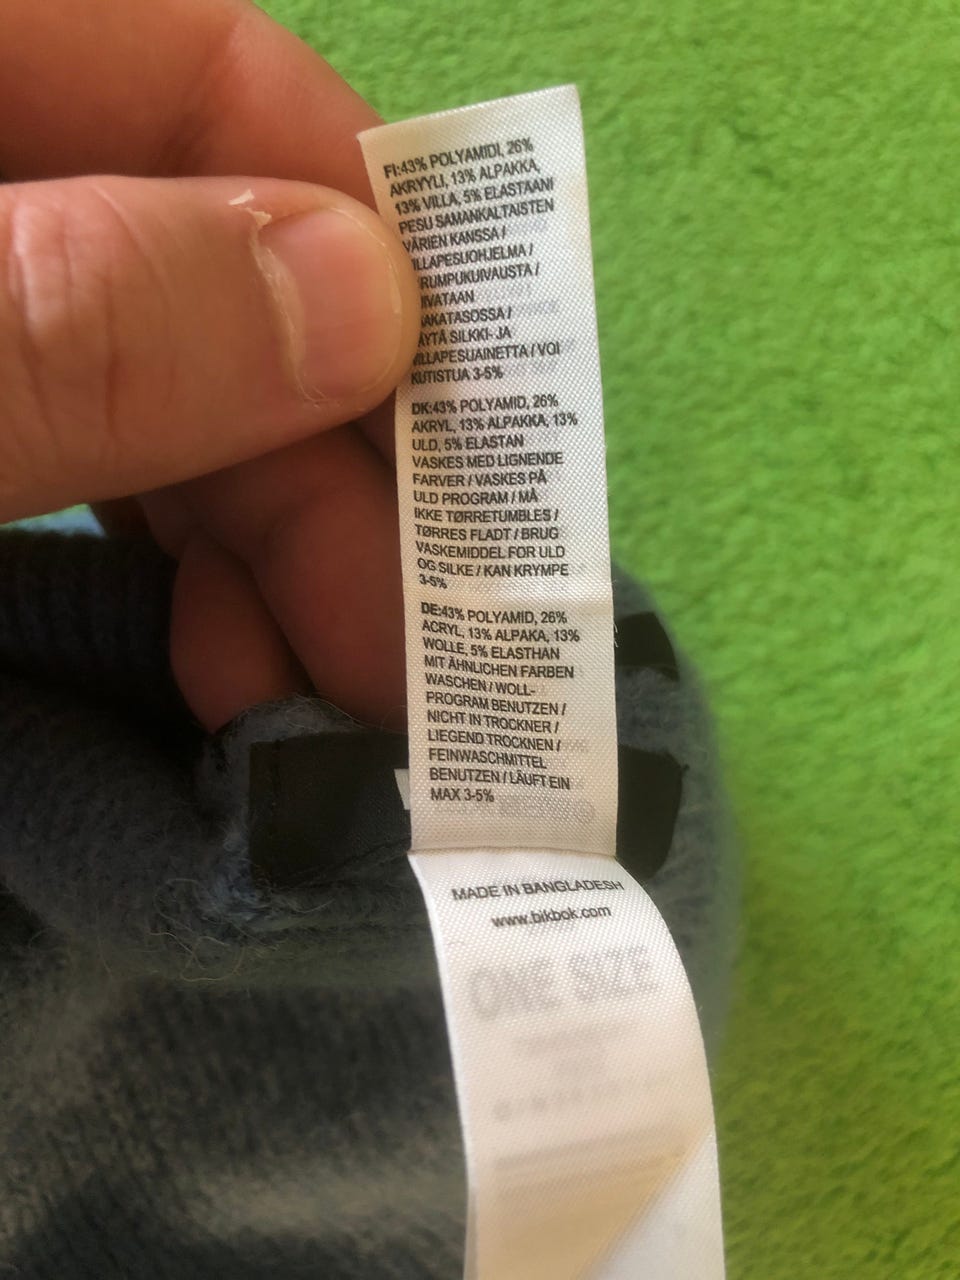 FI:43% POLYAMIDI, 26%
AKRYYLI, 13% ALPAKKA,
13% VILLA, 5% ELASTAANI
PESU SAMANKALTAISTEN
VÄRIEN KANSSA /
ILLAPESUOHJELMA /
RUMPUKUIVAUSTA /
IVATAAN
AKATASOSSA /
ÄYTÄ SILKKI- JA
VILLAPESUAINETTA / VOI
KUTISTUA 3-5%
DK:43% POLYAMID, 26%
AKRYL, 13% ALPAKKA, 13%
ULD, 5% ELASTAN
VASKES MED LIGNENDE
FARVER / VASKES PÅ
ULD PROGRAM / MÅ
IKKE TØRRETUMBLES /
TØRRES FLADT / BRUG
VASKEMIDDEL FOR ULD
OG SILKE / KAN KRYMPE
3-5%
DE:43% POLYAMID, 26%
ACRYL, 13% ALPAKA, 13%
WOLLE, 5% ELASTHAN
MIT ÄHNLICHEN FARBEN
WASCHEN / WOLL-
PROGRAM BENUTZEN /
NICHT IN TROCKNER /
LIEGEND TROCKNEN /
FEINWASCHMITTEL
BENUTZEN / LÄUFT EIN
MAX 3-5%
MADE IN BANGLADESH
www.bikbok.com
ONE SIZE